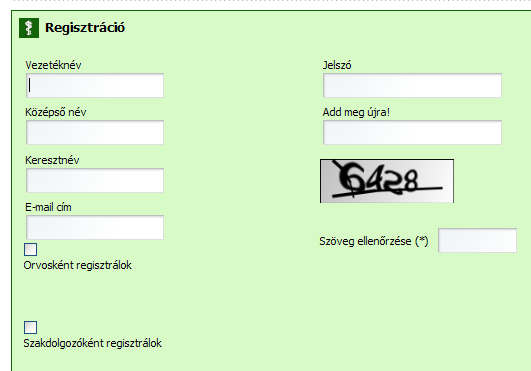 Regisztráció
Vezetéknév
Középső név
Keresztnév
E-mail cím
Orvosként regisztrálok
Szakdolgozóként regisztrálok
Jelszó
Add meg újra!
6428
Szöveg ellenőrzése (*)